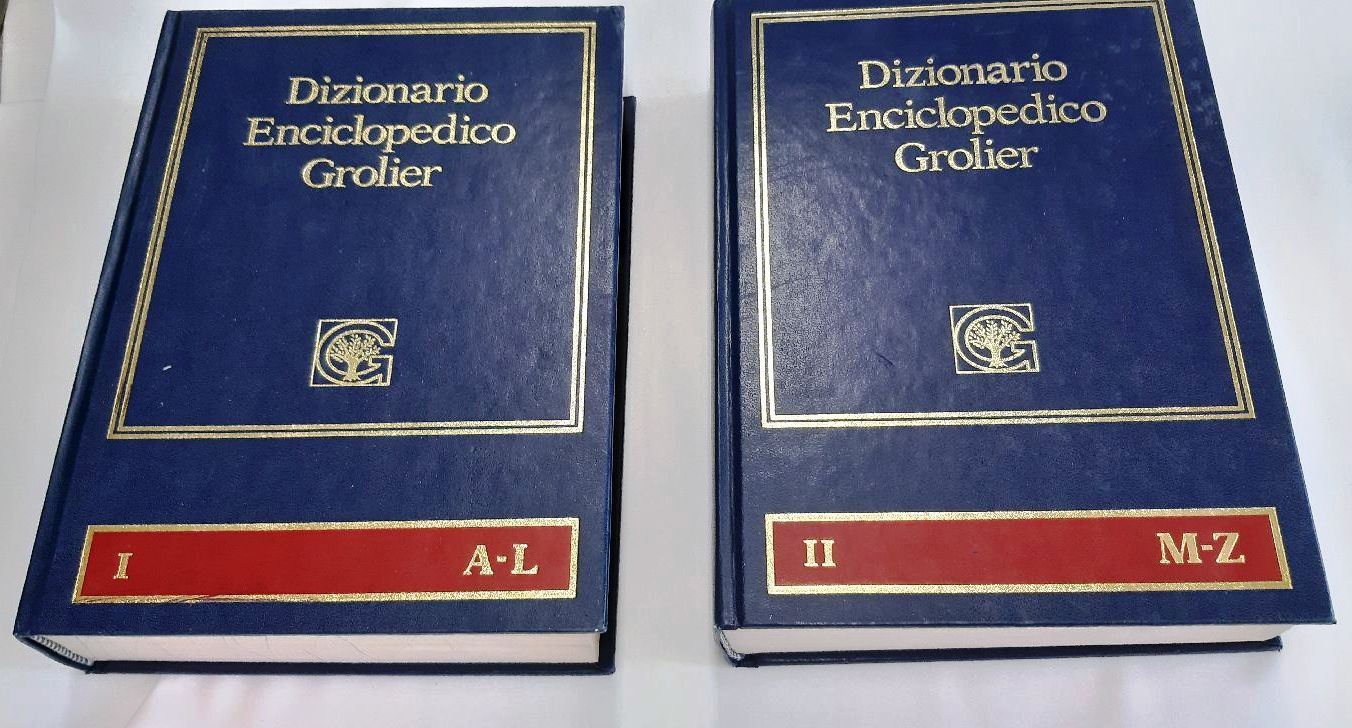 Dizionario
Enciclopedico
Grolier
G
I A-L
Dizionario
Enciclopedico
Grolier
G
II M-Z